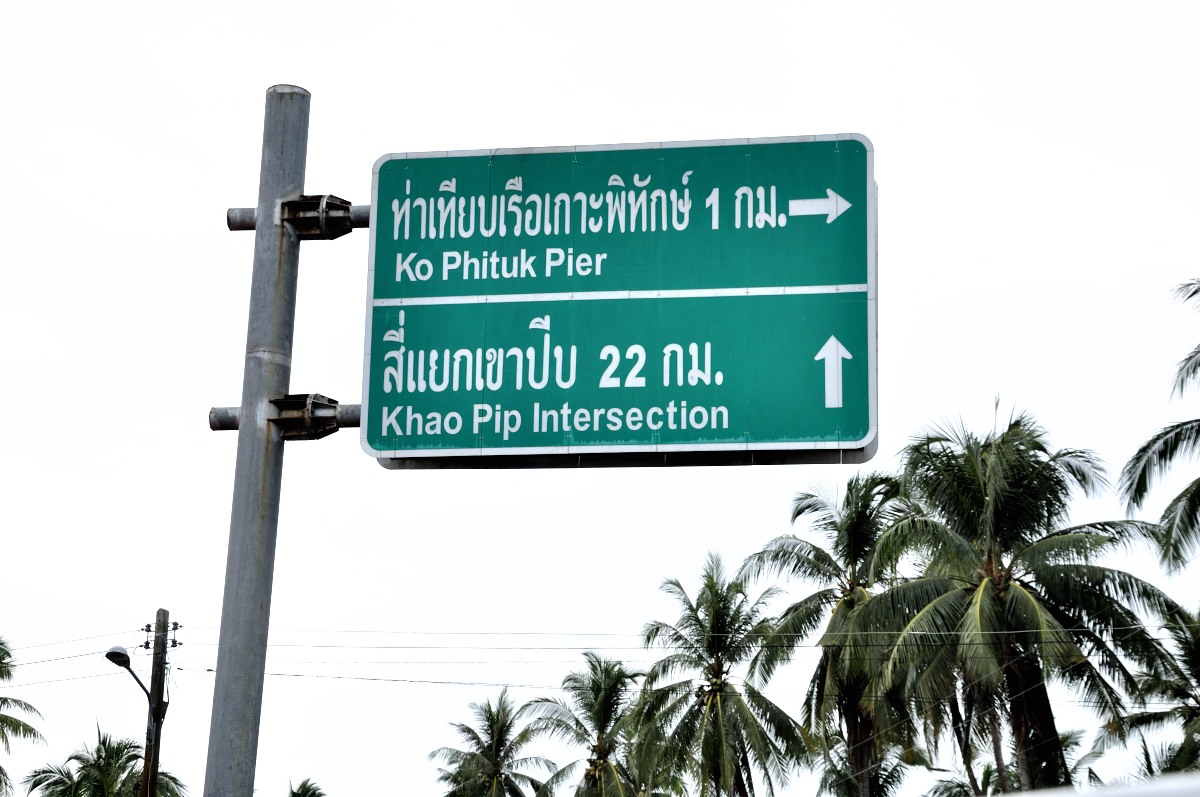 ท่าเทียบเรือเกาะพิทักษ์ 1 กม.
Ko Phituk Pier
สี่แยกเขาปีบ 22 กม.
Khao Pip Intersection